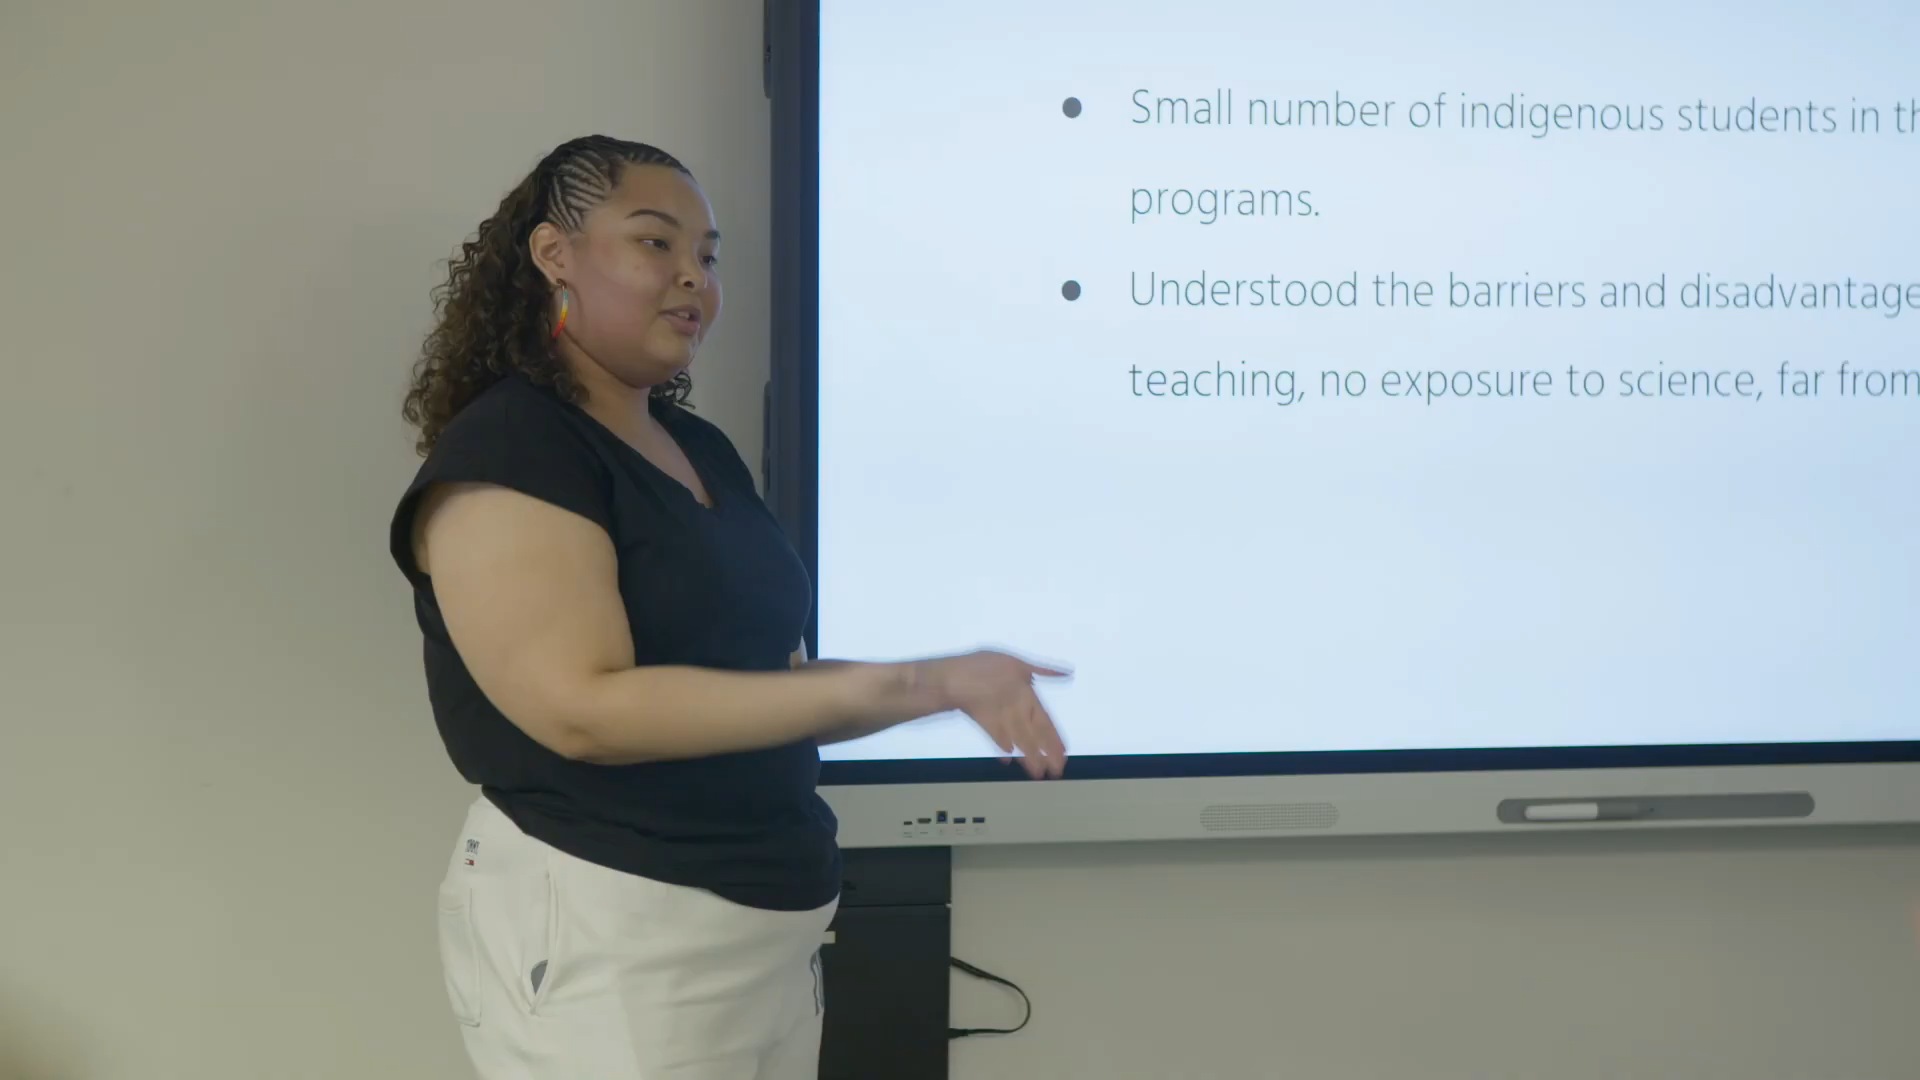 Small number of indigenous students in th
programs.
Understood the barriers and disadvantage
teaching, no exposure to science, far from